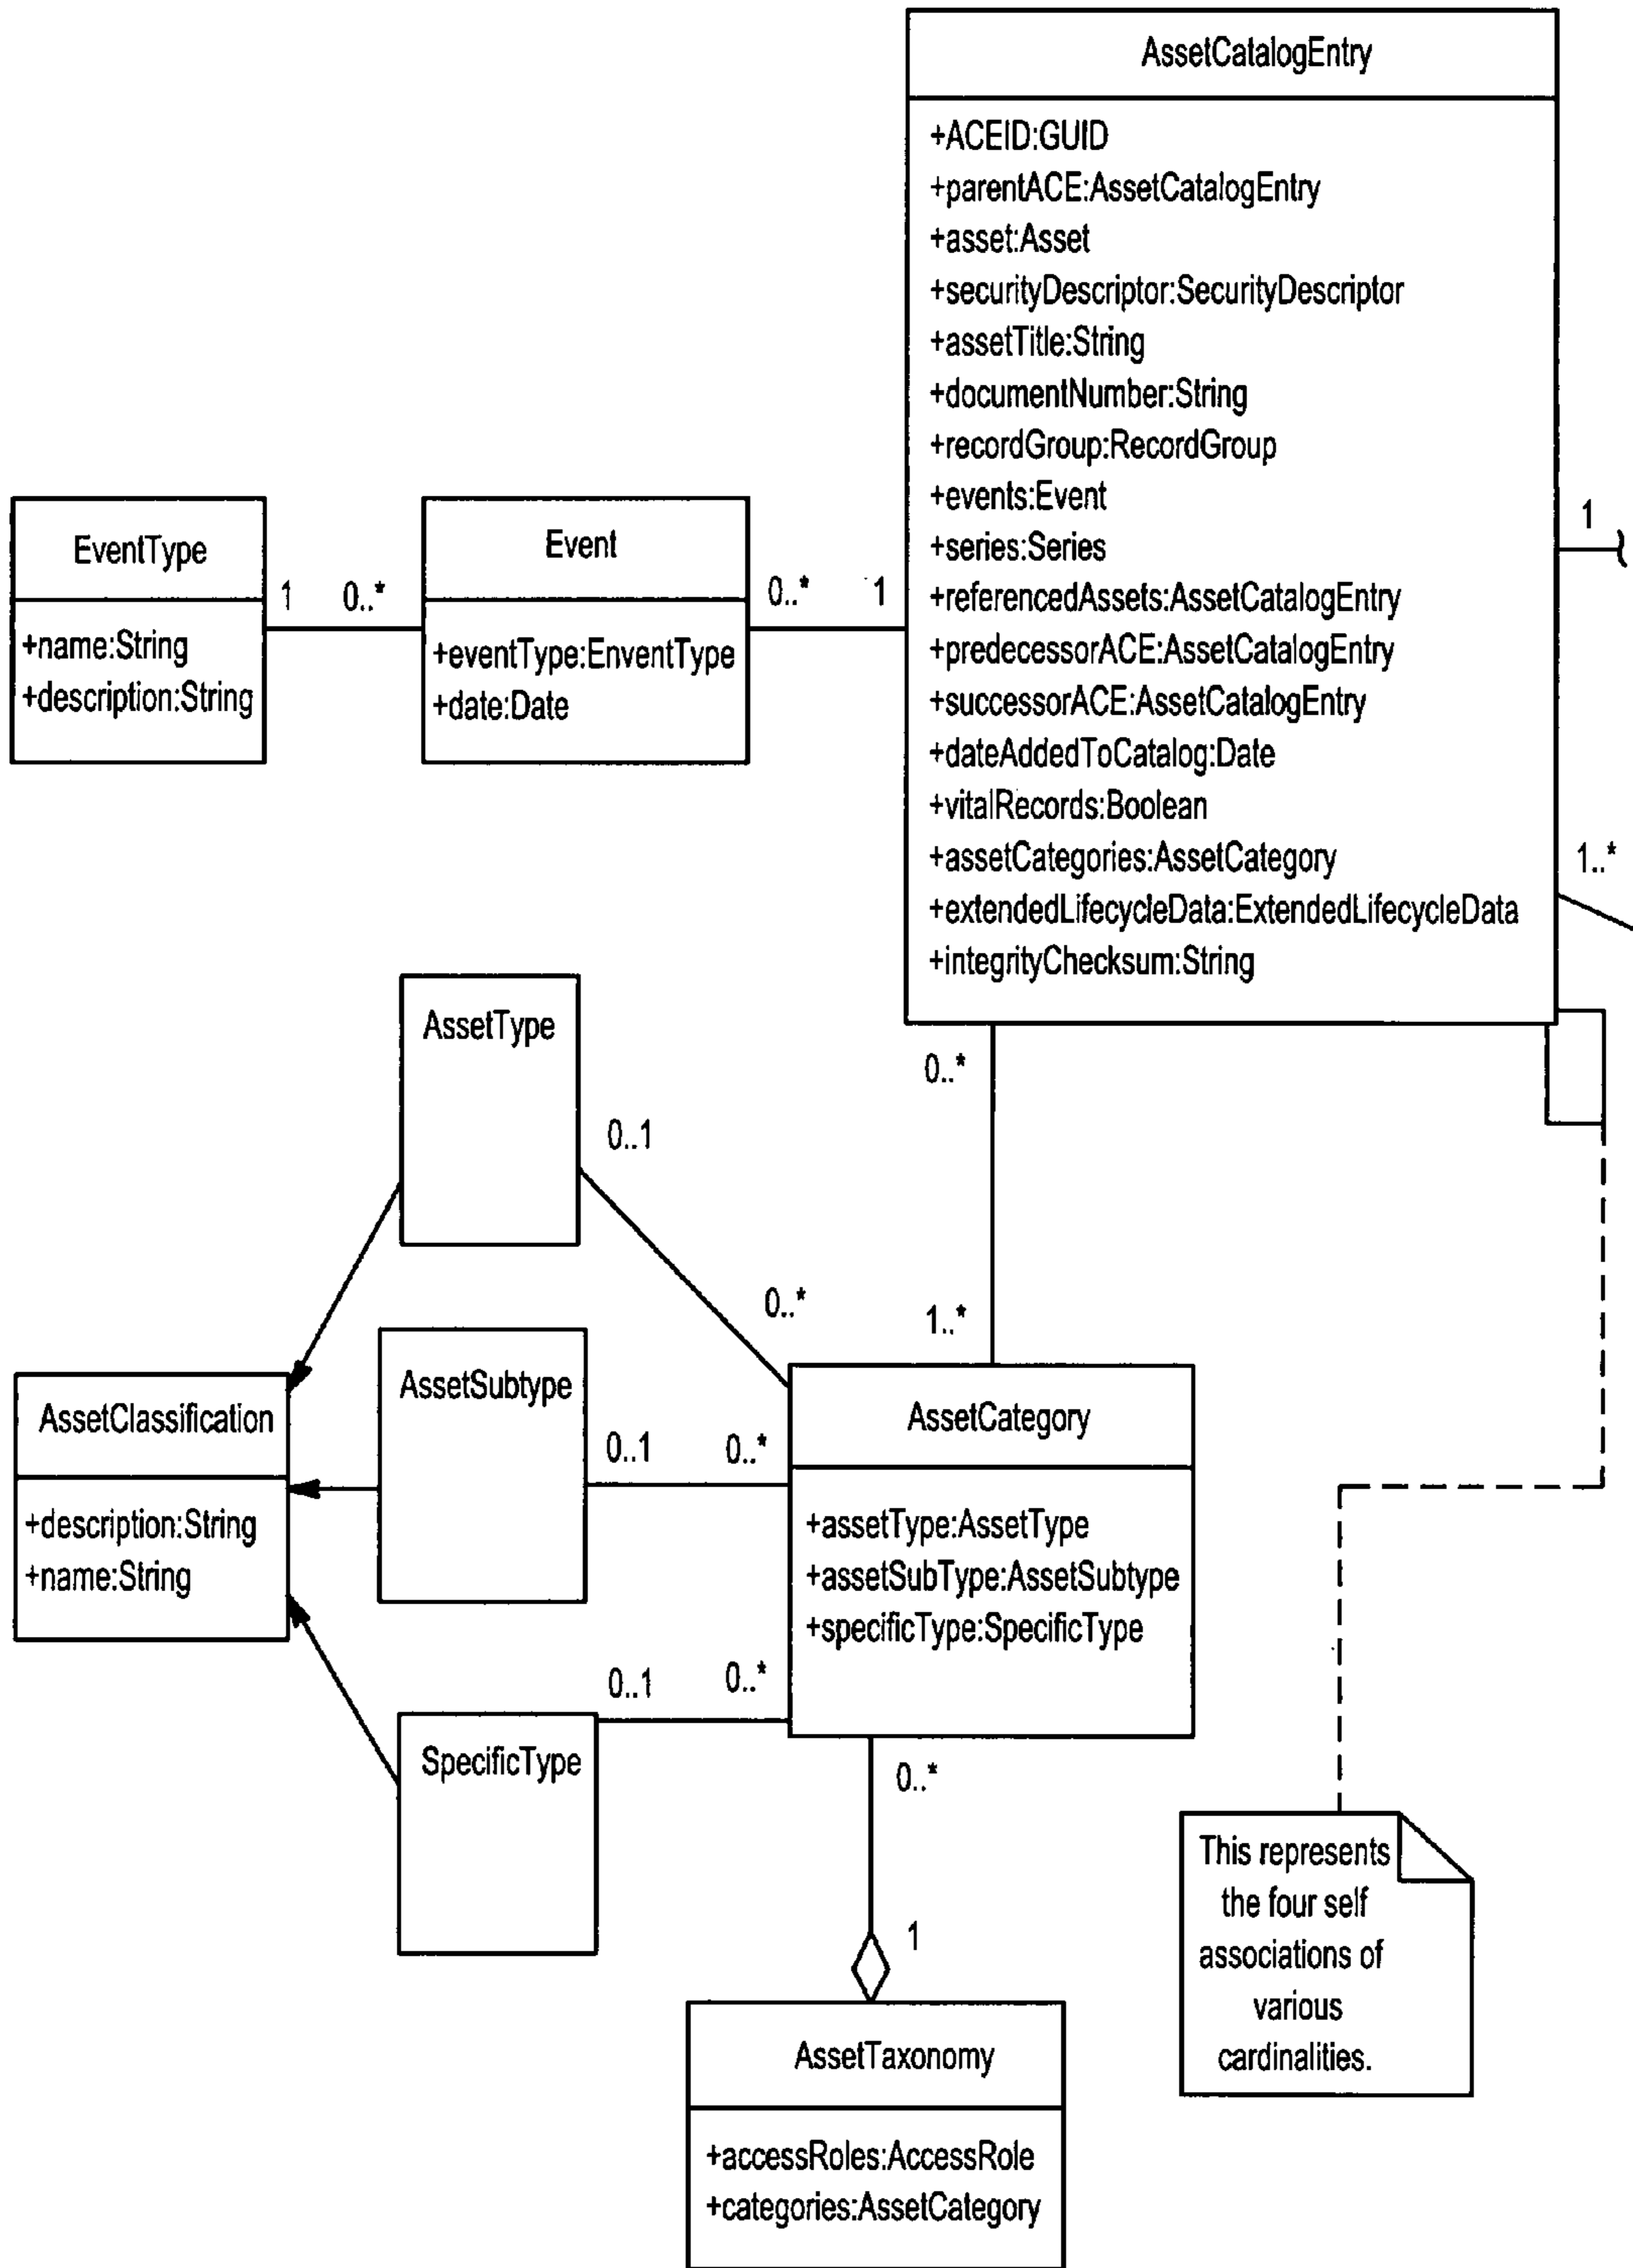 AssetCatalogEntry
+ACEID:GUID
+parentACE:AssetCatalogEntry
+asset:Asset
+securityDescriptor:SecurityDescriptor
+assetTitle:String
+documentNumber:String
+recordGroup:RecordGroup
+events:Event
+series:Series
+referencedAssets:AssetCatalogEntry
+predecessorACE:AssetCatalogEntry
+successorACE:AssetCatalogEntry
+dateAddedToCatalog:Date
+vitalRecords:Boolean
+assetCategories:AssetCategory
+extendedLifecycleData:ExtendedLifecycleData
+integrityChecksum:String
1
1..*
EventType
+name:String
+description:String
1
0..*
Event
+eventType:EnventType
+date:Date
0..*
1
0..*
1..*
AssetType
0..1
0..*
AssetSubtype
0..1
0..*
AssetClassification
+description:String
+name:String
AssetCategory
+assetType:AssetType
+assetSubType:AssetSubtype
+specificType:SpecificType
SpecificType
0..1
0..*
0..*
1
AssetTaxonomy
+accessRoles:AccessRole
+categories:AssetCategory
This represents
the four self
associations of
various
cardinalities.